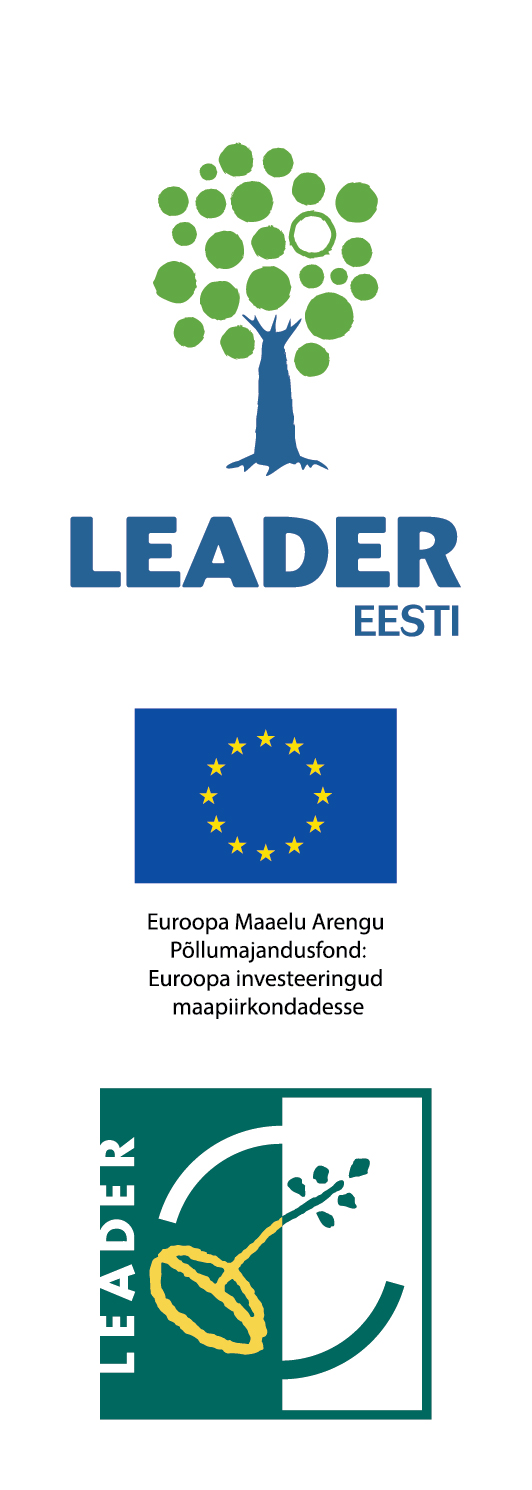 LEADER
EESTI
Euroopa Maaelu Arengu
Põllumajandusfond:
Euroopa investeeringud
maapiirkondadesse
LEADER